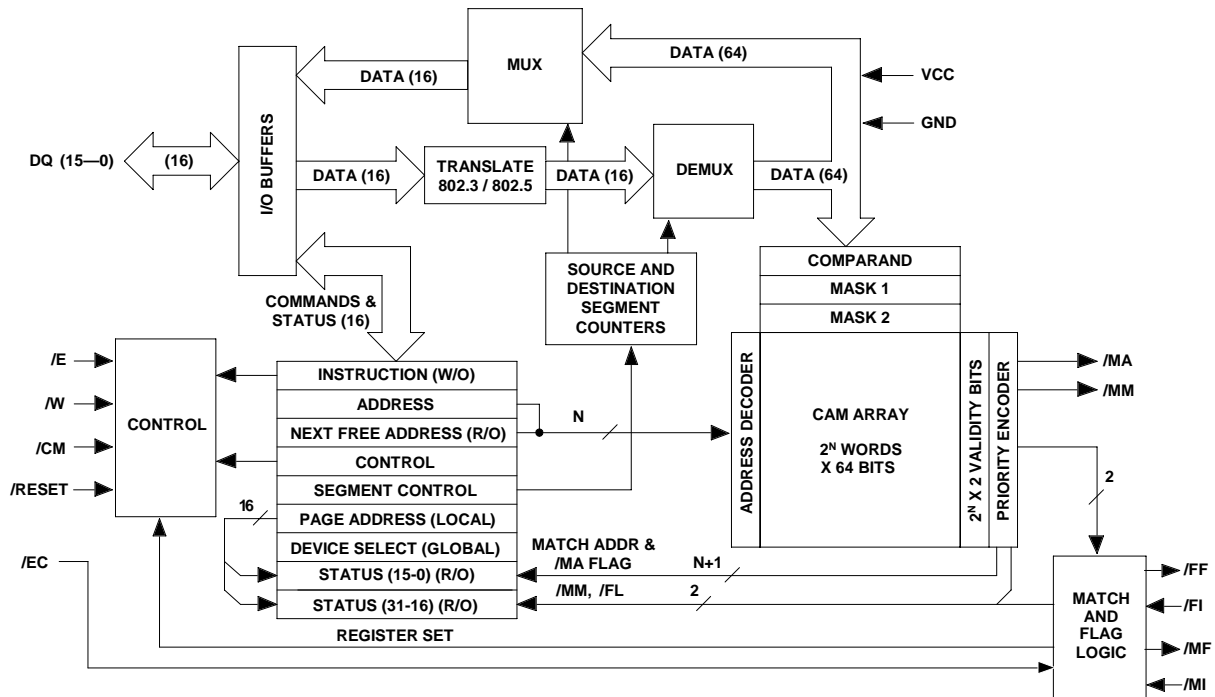 MUX
DATA (64)
DATA (16)
VCC
GND
DQ (15—0)
(16)
I/O BUFFERS
DATA (16)
TRANSLATE
802.3 / 802.5
DATA (16)
DEMUX
DATA (64)
COMMANDS &
STATUS (16)
SOURCE AND
DESTINATION
SEGMENT
COUNTERS
COMPARAND
MASK 1
MASK 2
/E
/W
/CM
/RESET
/EC
CONTROL
INSTRUCTION (W/O)
ADDRESS
NEXT FREE ADDRESS (R/O)
CONTROL
SEGMENT CONTROL
PAGE ADDRESS (LOCAL)
DEVICE SELECT (GLOBAL)
STATUS (15-0) (R/O)
STATUS (31-16) (R/O)
REGISTER SET
16
N
ADDRESS DECODER
CAM ARRAY
2ᴺ WORDS
X 64 BITS
2ᴺ X 2 VALIDITY BITS
PRIORITY ENCODER
/MA
/MM
2
MATCH ADDR &
/MA FLAG
N+1
/MM, /FL
2
MATCH
AND
FLAG
LOGIC
/FF
/FI
/MF
/MI